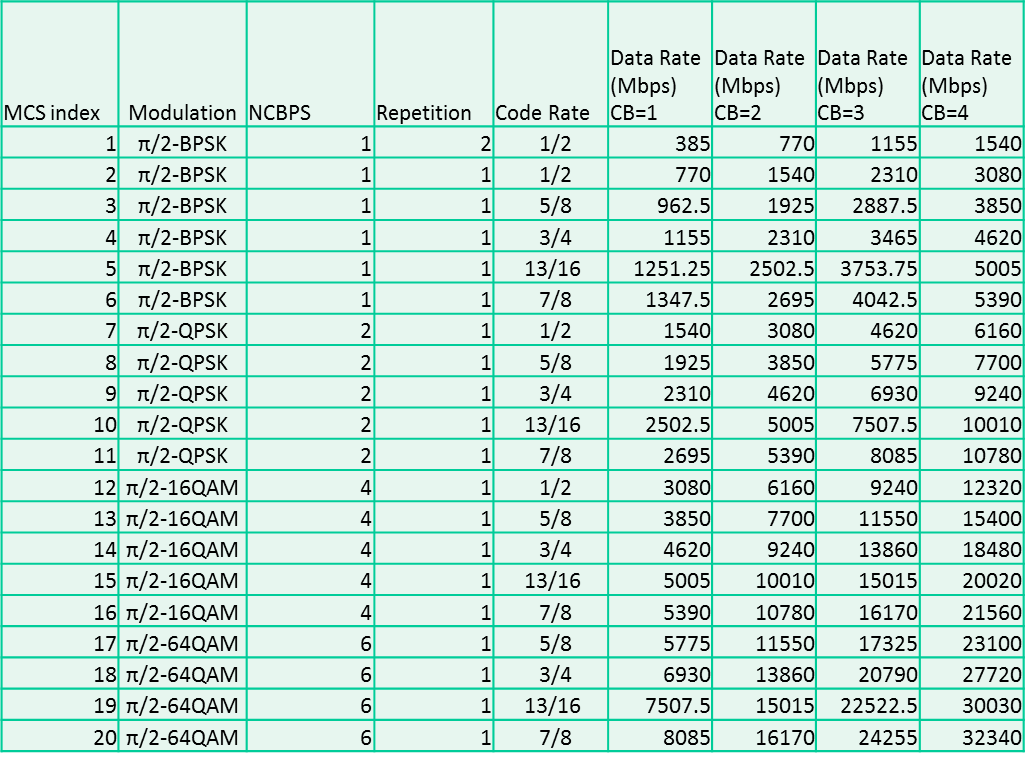 MCS index Modulation NCBPS Repetition Code Rate Data Rate (Mbps) CB=1 Data Rate (Mbps) CB=2 Data Rate (Mbps) CB=3 Data Rate (Mbps) CB=4
1 π/2-BPSK 1 2 1/2 385 770 1155 1540
2 π/2-BPSK 1 1 1/2 770 1540 2310 3080
3 π/2-BPSK 1 1 5/8 962.5 1925 2887.5 3850
4 π/2-BPSK 1 1 3/4 1155 2310 3465 4620
5 π/2-BPSK 1 1 13/16 1251.25 2502.5 3753.75 5005
6 π/2-BPSK 1 1 7/8 1347.5 2695 4042.5 5390
7 π/2-QPSK 2 1 1/2 1540 3080 4620 6160
8 π/2-QPSK 2 1 5/8 1925 3850 5775 7700
9 π/2-QPSK 2 1 3/4 2310 4620 6930 9240
10 π/2-QPSK 2 1 13/16 2502.5 5005 7507.5 10010
11 π/2-QPSK 2 1 7/8 2695 5390 8085 10780
12 π/2-16QAM 4 1 1/2 3080 6160 9240 12320
13 π/2-16QAM 4 1 5/8 3850 7700 11550 15400
14 π/2-16QAM 4 1 3/4 4620 9240 13860 18480
15 π/2-16QAM 4 1 13/16 5005 10010 15015 20020
16 π/2-16QAM 4 1 7/8 5390 10780 16170 21560
17 π/2-64QAM 6 1 5/8 5775 11550 17325 23100
18 π/2-64QAM 6 1 3/4 6930 13860 20790 27720
19 π/2-64QAM 6 1 13/16 7507.5 15015 22522.5 30030
20 π/2-64QAM 6 1 7/8 8085 16170 24255 32340